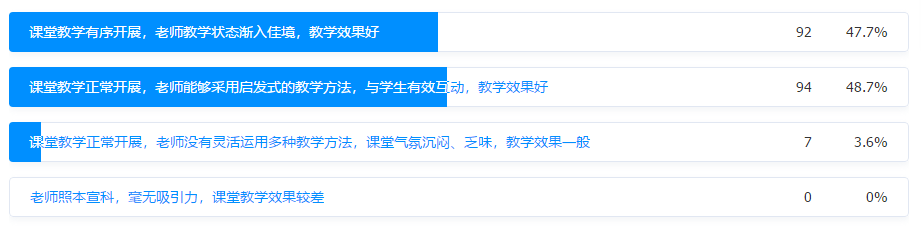 课堂教学有序开展，老师教学状态渐入佳境，教学效果好 92 47.7%
课堂教学正常开展，老师能够采用启发式的教学方法，与学生有效互动，教学效果好 94 48.7%
课堂教学正常开展，老师没有灵活运用多种教学方法，课堂气氛沉闷、乏味，教学效果一般 7 3.6%
老师照本宣科，毫无吸引力，课堂教学效果较差 0 0%